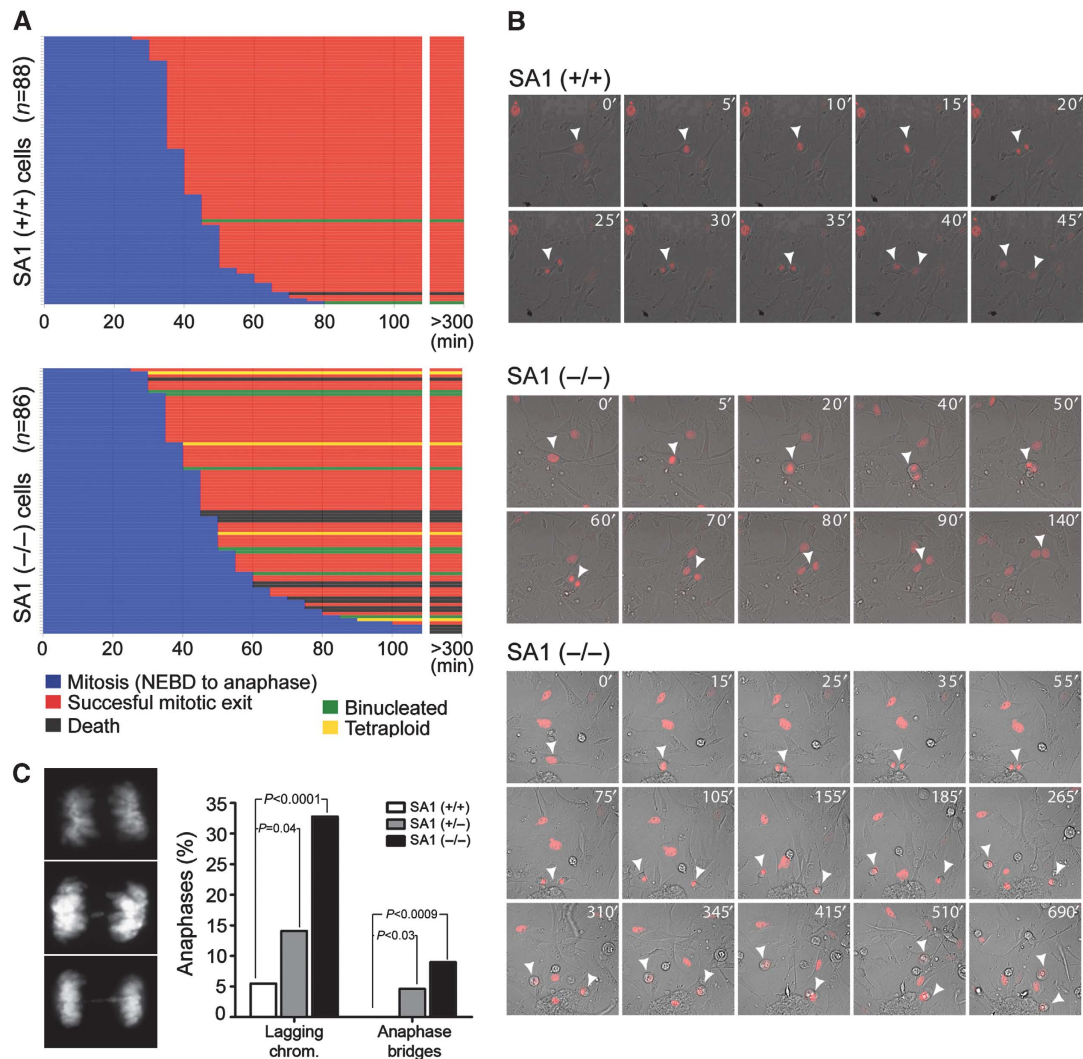 A
SA1 (+/+) cells (n=88)
0 20 40 60 80 100 >300
(min)
SA1 (–/–) cells (n=86)
0 20 40 60 80 100 >300
(min)
Mitosis (NEBD to anaphase)
Succesful mitotic exit
Death
Binucleated
Tetraploid
B
SA1 (+/+)
0′ 5′ 10′ 15′ 20′
25′ 30′ 35′ 40′ 45′
SA1 (–/–)
0′ 5′ 20′ 40′ 50′
60′ 70′ 80′ 90′ 140′
SA1 (–/–)
0′ 15′ 25′ 35′ 55′
75′ 105′ 155′ 185′ 265′
310′ 345′ 415′ 510′ 690′
C
Anaphases (%)
35
30
25
20
15
10
5
0
P<0.0001
P=0.04
P<0.0009
P<0.03
SA1 (+/+)
SA1 (+/–)
SA1 (–/–)
Lagging chrom.
Anaphase bridges